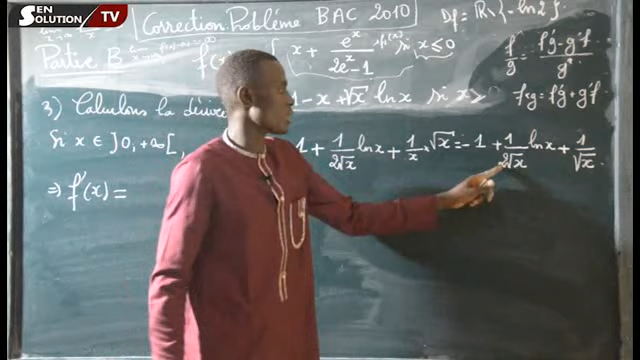 SEN SOLUTION TV
Correction Problème BAC 2010
Df = R \ {-ln2}
Partie B
f(x)
x + e^x / 2e^x - 1 si x ≤ 0
1 - x + √x ln x si x >
f/g = f'g - g'f / g²
f×g = f'g + g'f
3) Calculons la dérivée
Si x ∈ ]0, +∞[, 1 + 1/2√x ln x + 1/x × √x = -1 + 1/2√x ln x + 1/√x
⇒ f'(x) =